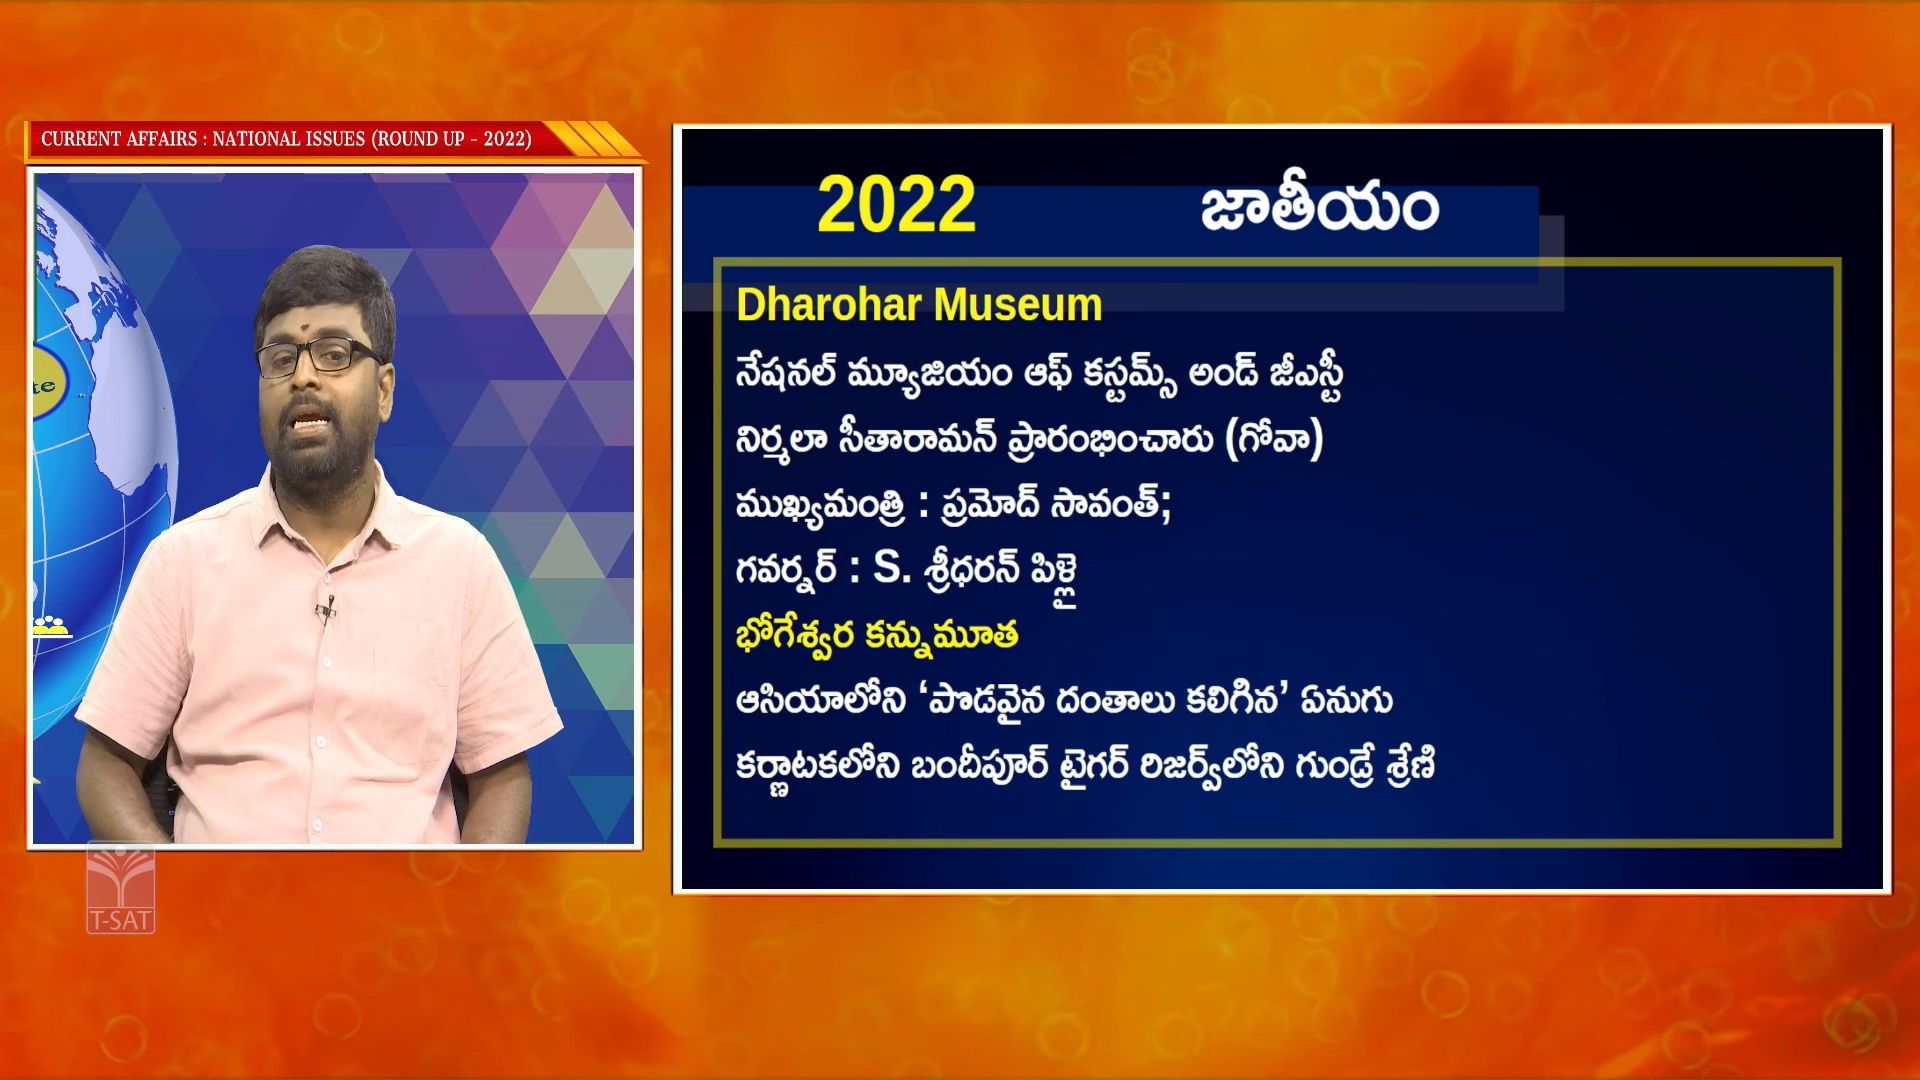 CURRENT AFFAIRS : NATIONAL ISSUES (ROUND UP - 2022)
2022 జాతీయం
Dharohar Museum
నేషనల్ మ్యూజియం ఆఫ్ కస్టమ్స్ అండ్ జీఎస్టీ
నిర్మలా సీతారామన్ ప్రారంభించారు (గోవా)
ముఖ్యమంత్రి : ప్రమోద్ సావంత్;
గవర్నర్ : S. శ్రీధరన్ పిళ్లై
భోగేశ్వర కన్నుమూత
ఆసియాలోని ‘పొడవైన దంతాలు కలిగిన’ ఏనుగు
కర్ణాటకలోని బందీపూర్ టైగర్ రిజర్వ్‌లోని గుండ్రే శ్రేణి
te
T-SAT